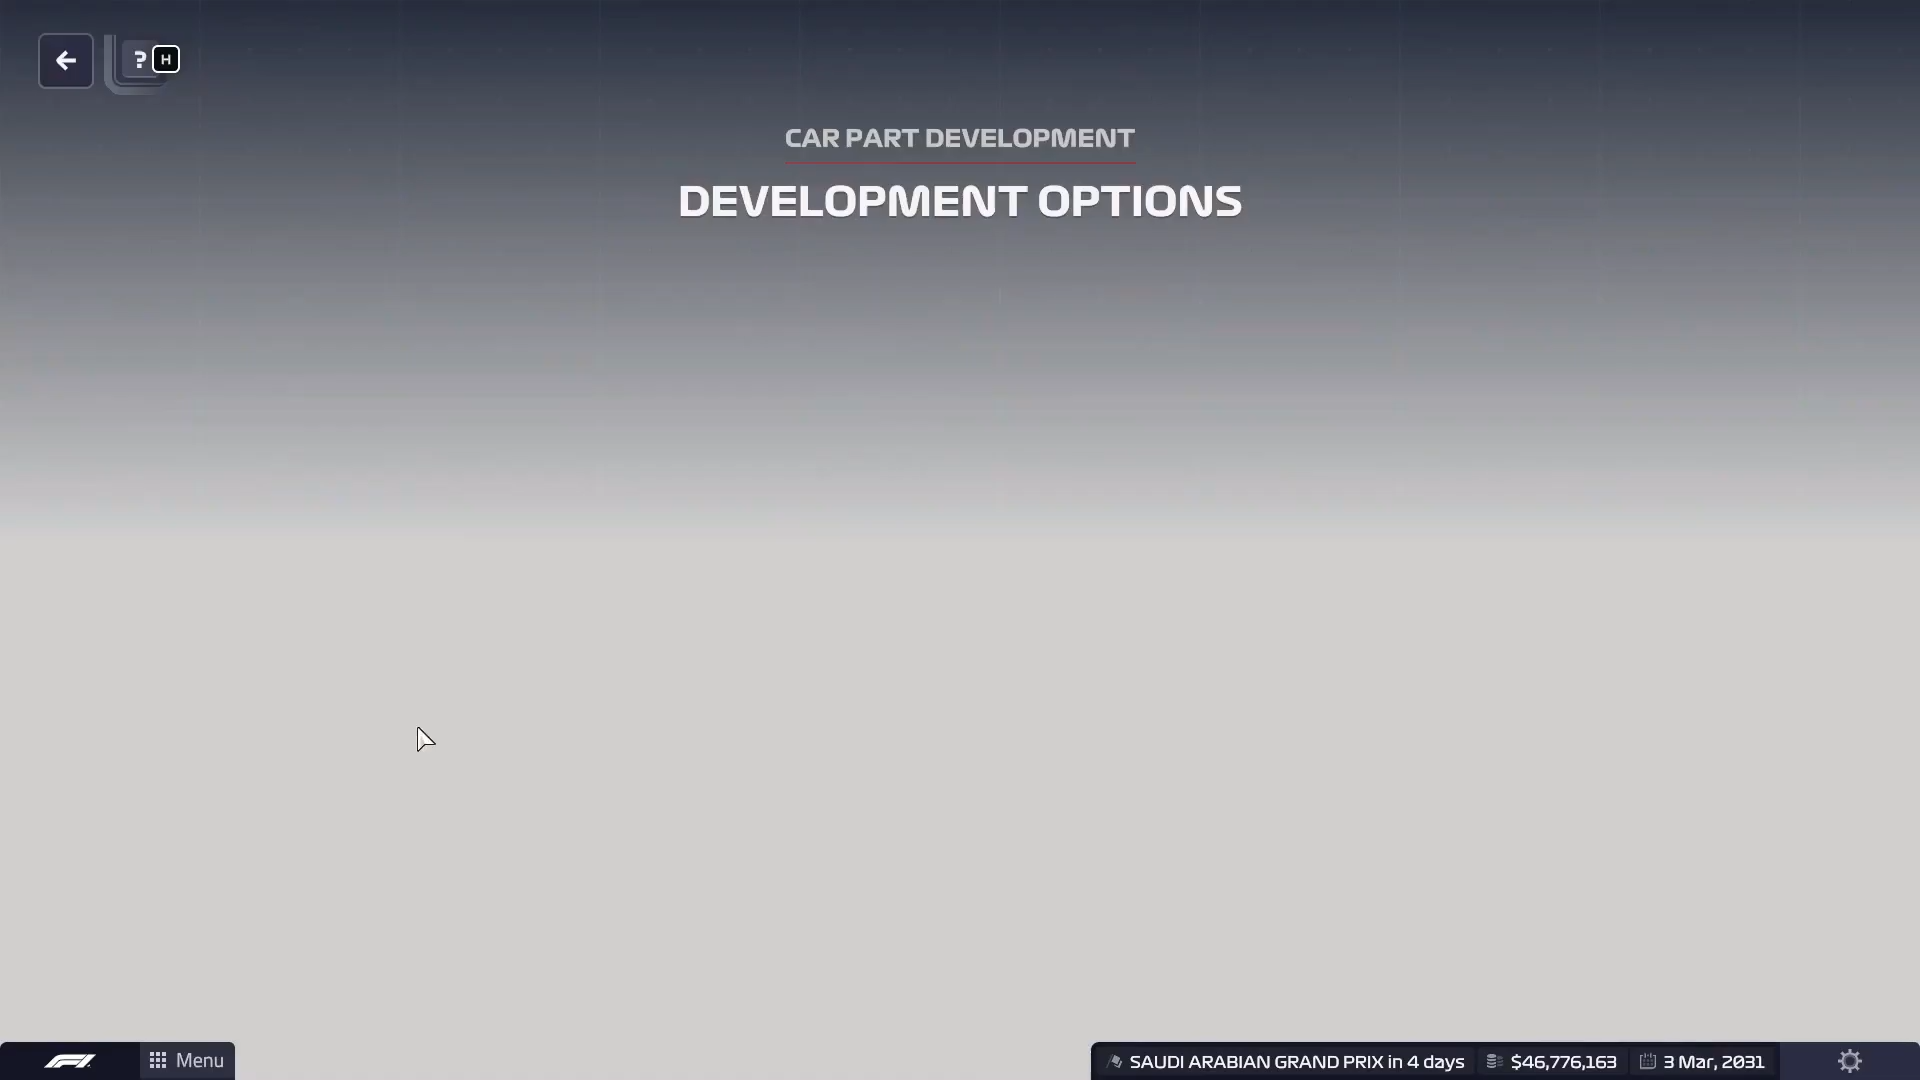 ? H
CAR PART DEVELOPMENT
DEVELOPMENT OPTIONS
Menu
SAUDI ARABIAN GRAND PRIX in 4 days $46,776,163 3 Mar, 2031